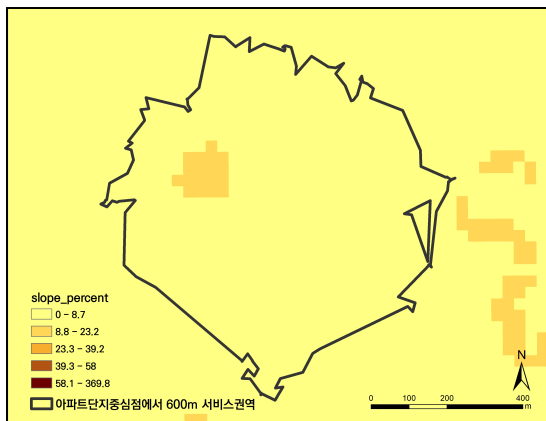 slope_percent
0 - 8.7
8.8 - 23.2
23.3 - 39.2
39.3 - 58
58.1 - 369.8
아파트단지중심점에서 600m 서비스권역
N
0 100 200 300 400 m